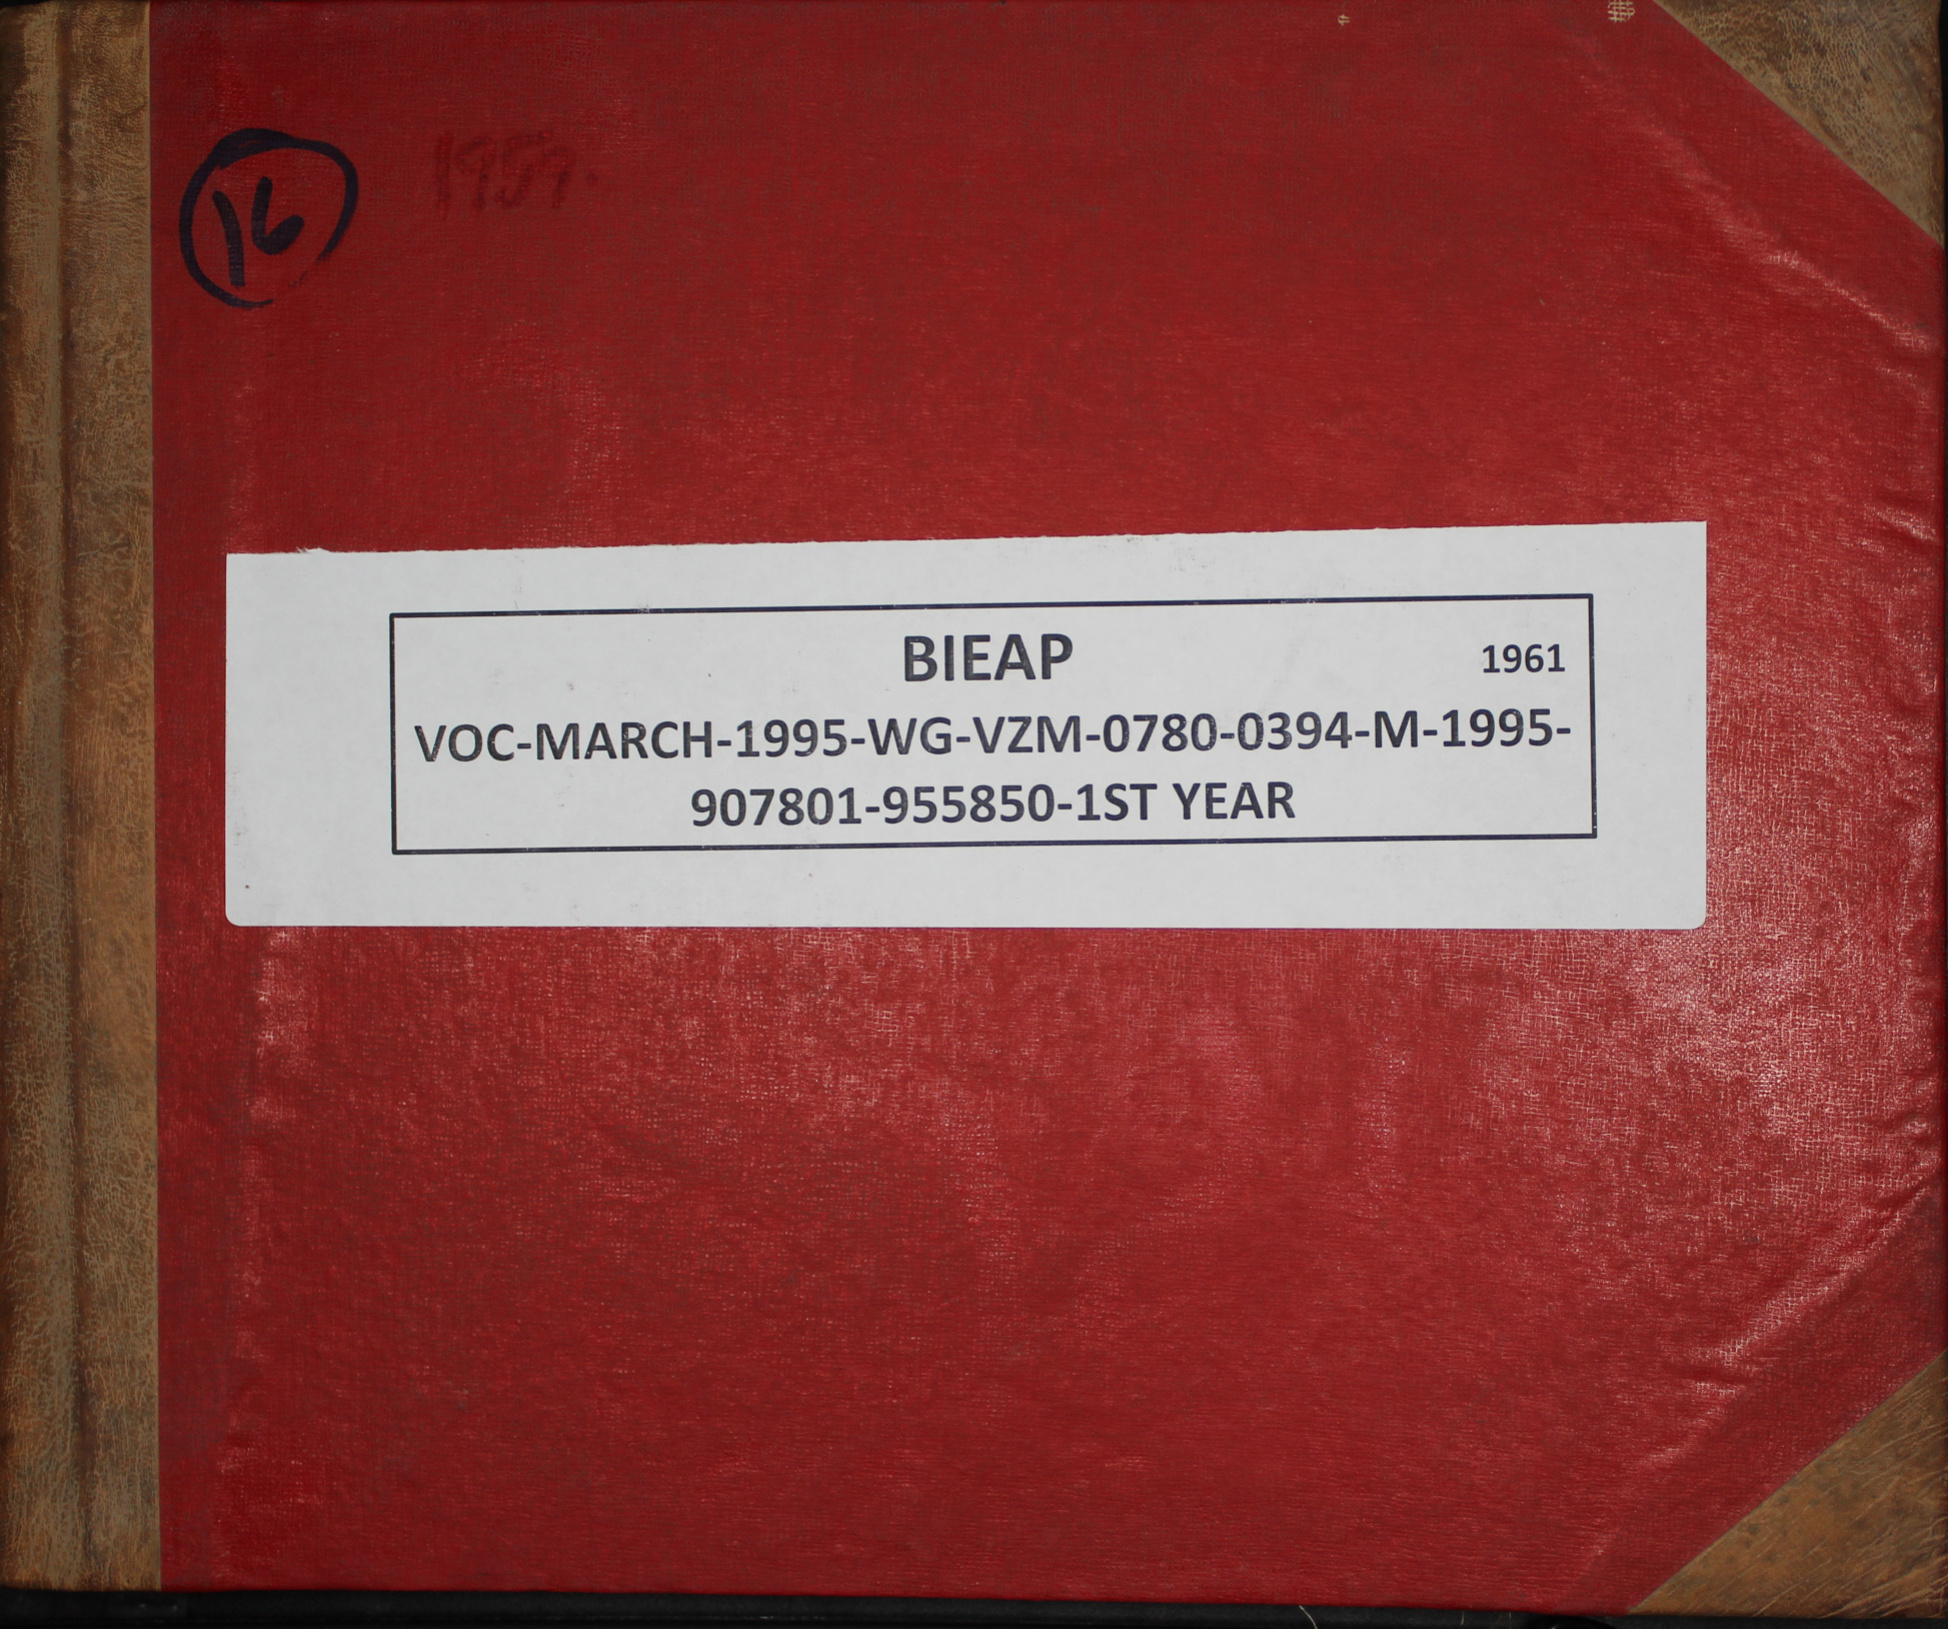 16
BIEAP 1961
VOC-MARCH-1995-WG-VZM-0780-0394-M-1995-
907801-955850-1ST YEAR